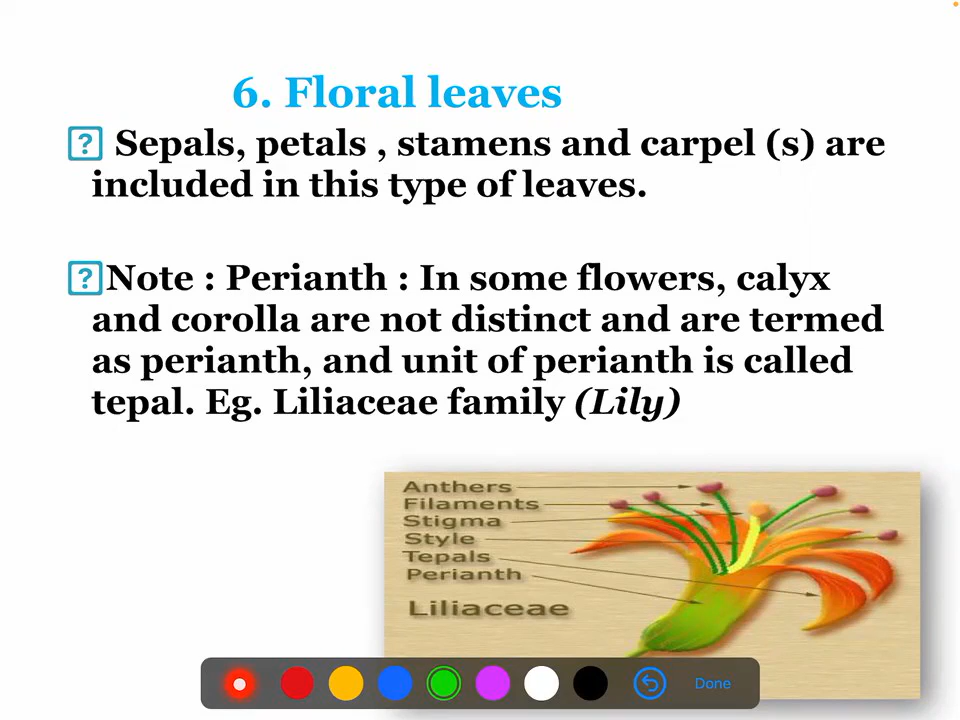 6. Floral leaves
Sepals, petals , stamens and carpel (s) are
included in this type of leaves.
Note : Perianth : In some flowers, calyx
and corolla are not distinct and are termed
as perianth, and unit of perianth is called
tepal. Eg. Liliaceae family (Lily)
Anthers
Filaments
Stigma
Style
Tepals
Perianth
Liliaceae
Done